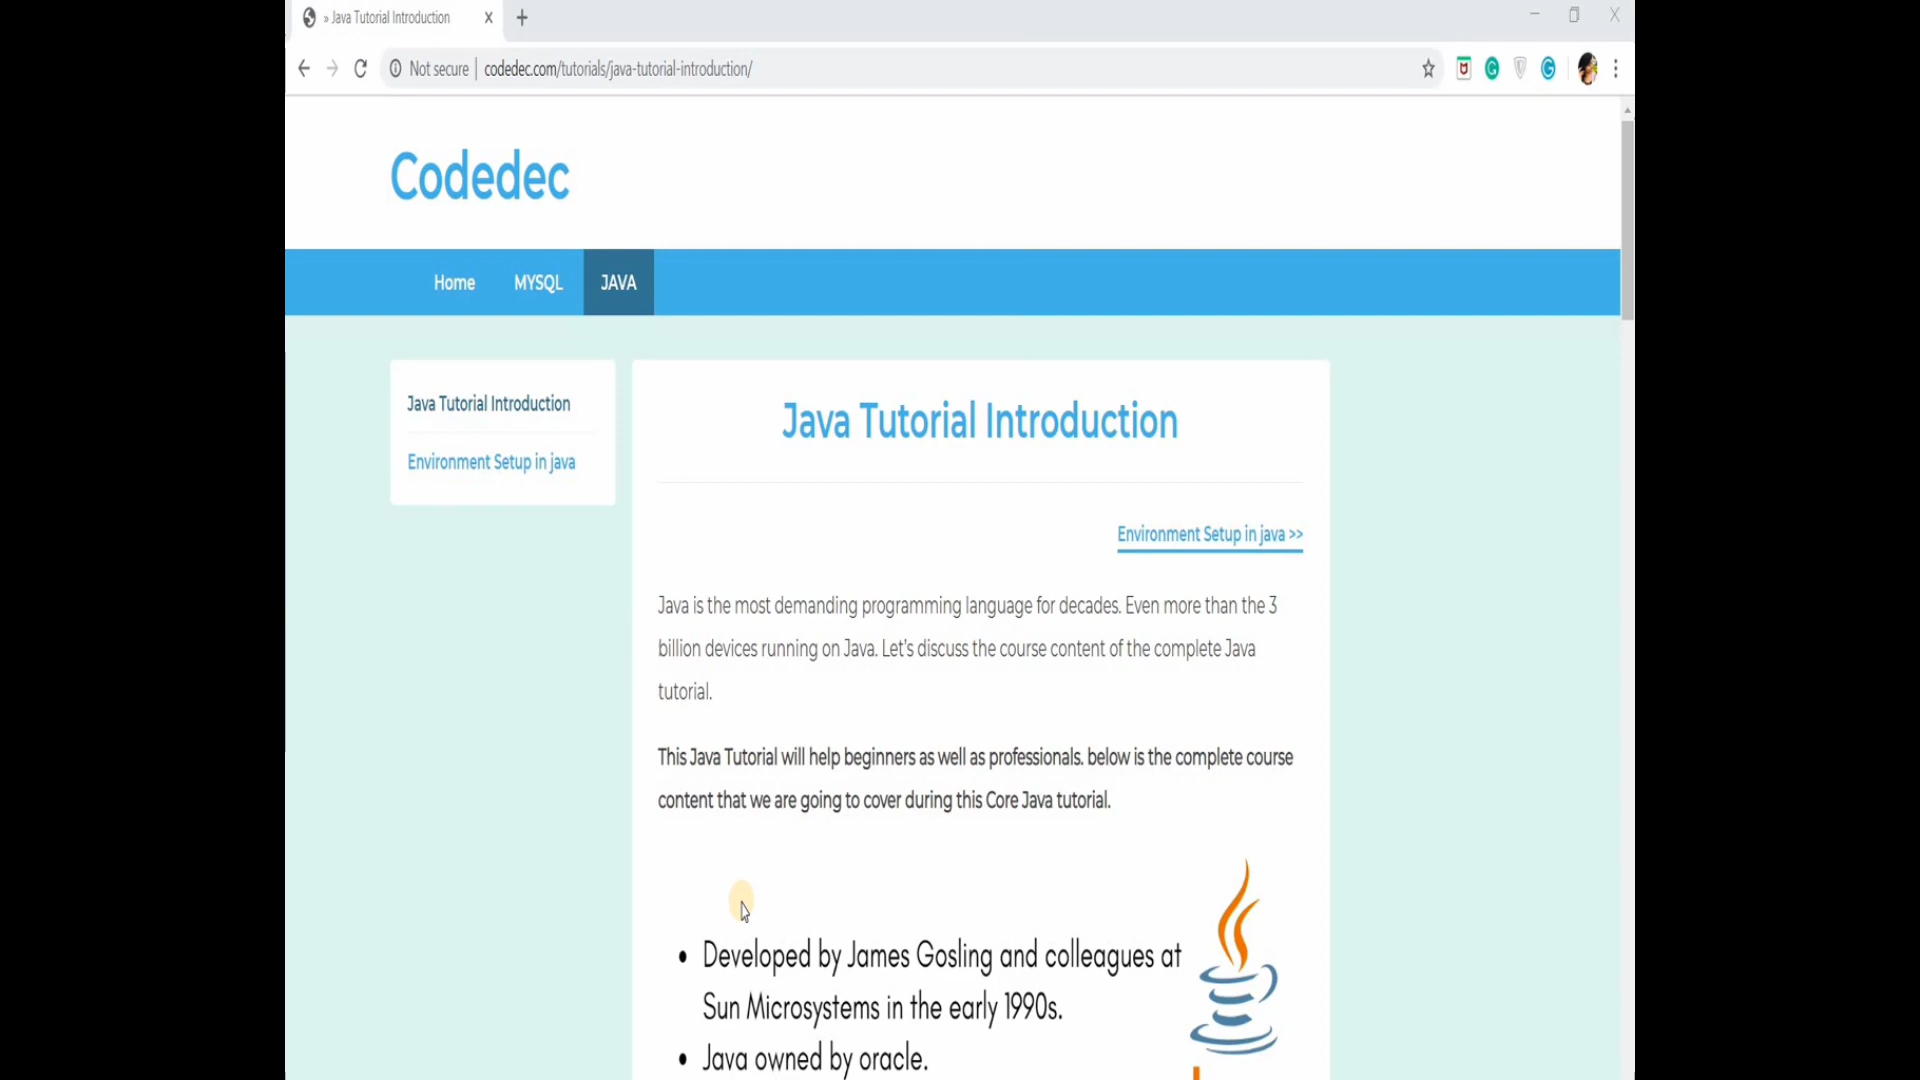 » Java Tutorial Introduction
Not secure | codedec.com/tutorials/java-tutorial-introduction/
Codedec
Home MYSQL JAVA
Java Tutorial Introduction
Environment Setup in java
Java Tutorial Introduction
Environment Setup in java >>
Java is the most demanding programming language for decades. Even more than the 3
billion devices running on Java. Let's discuss the course content of the complete Java
tutorial.
This Java Tutorial will help beginners as well as professionals. below is the complete course
content that we are going to cover during this Core Java tutorial.
• Developed by James Gosling and colleagues at
Sun Microsystems in the early 1990s.
• Java owned by oracle.